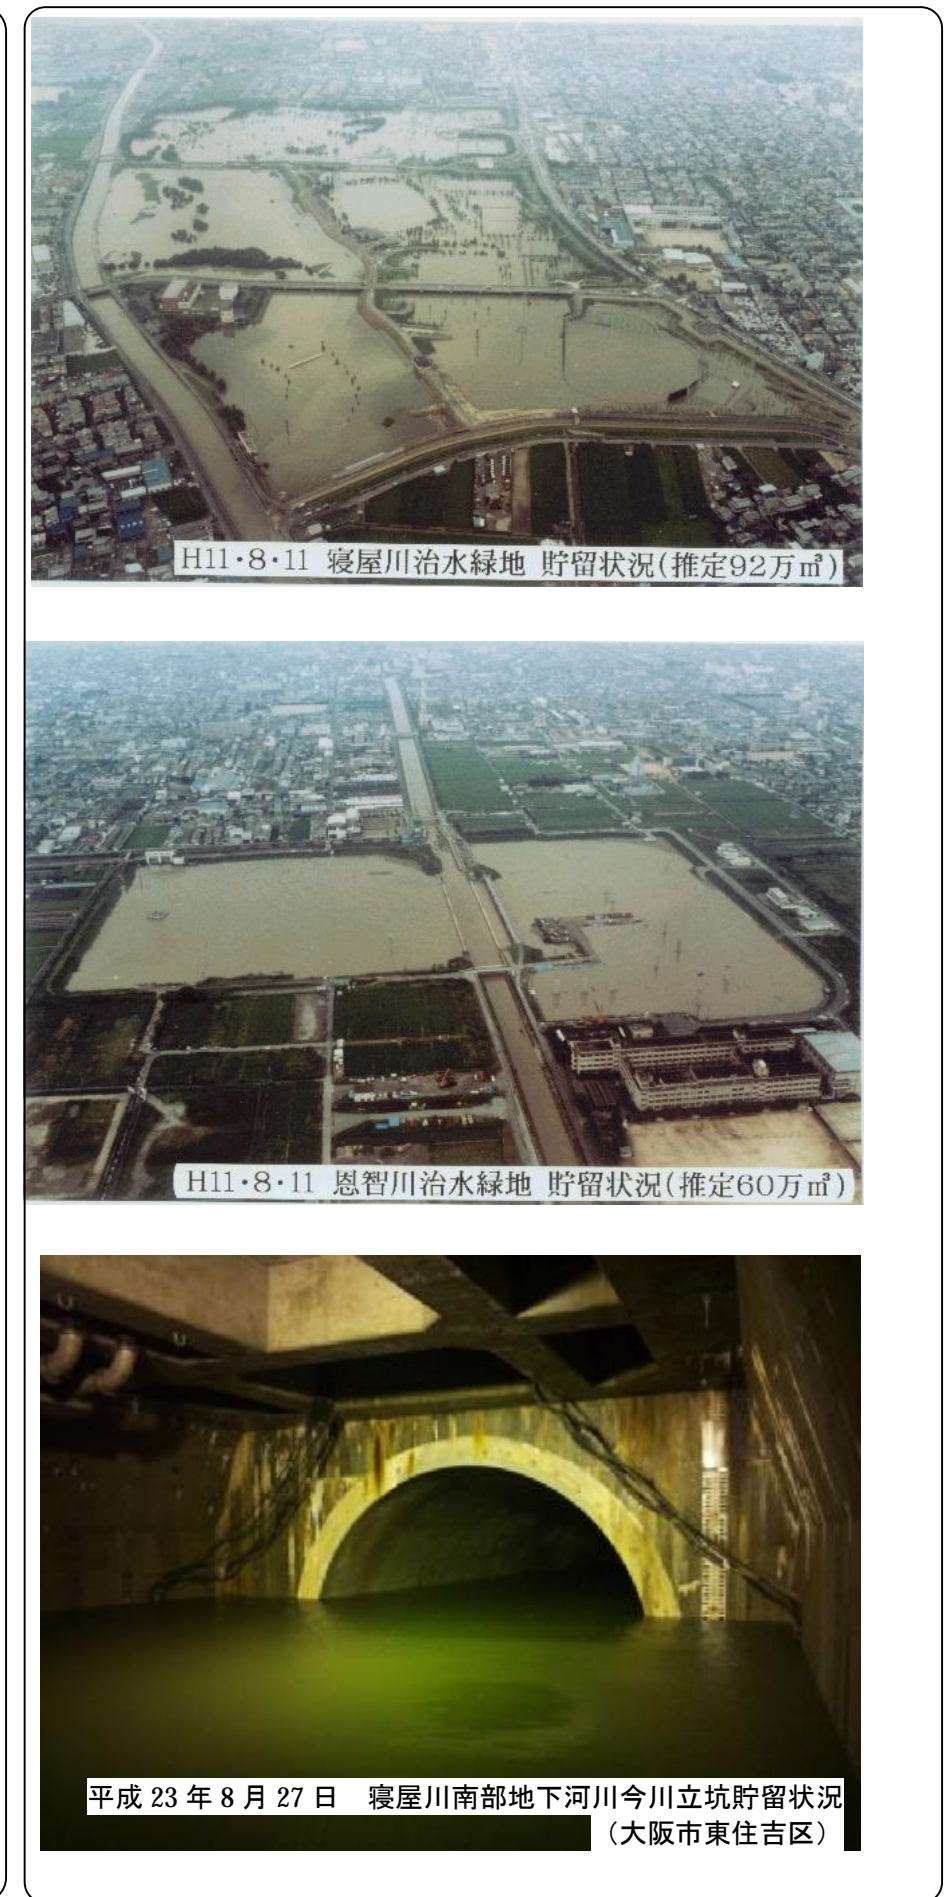 H11・8・11 寝屋川治水緑地 貯留状況(推定92万㎥)
H11・8・11 恩智川治水緑地 貯留状況(推定60万㎥)
平成 23 年 8 月 27 日　寝屋川南部地下河川今川立坑貯留状況
（大阪市東住吉区）